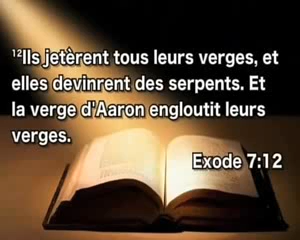 ¹²Ils jetèrent tous leurs verges, et
elles devinrent des serpents. Et
la verge d'Aaron engloutit leurs
verges.
Exode 7:12